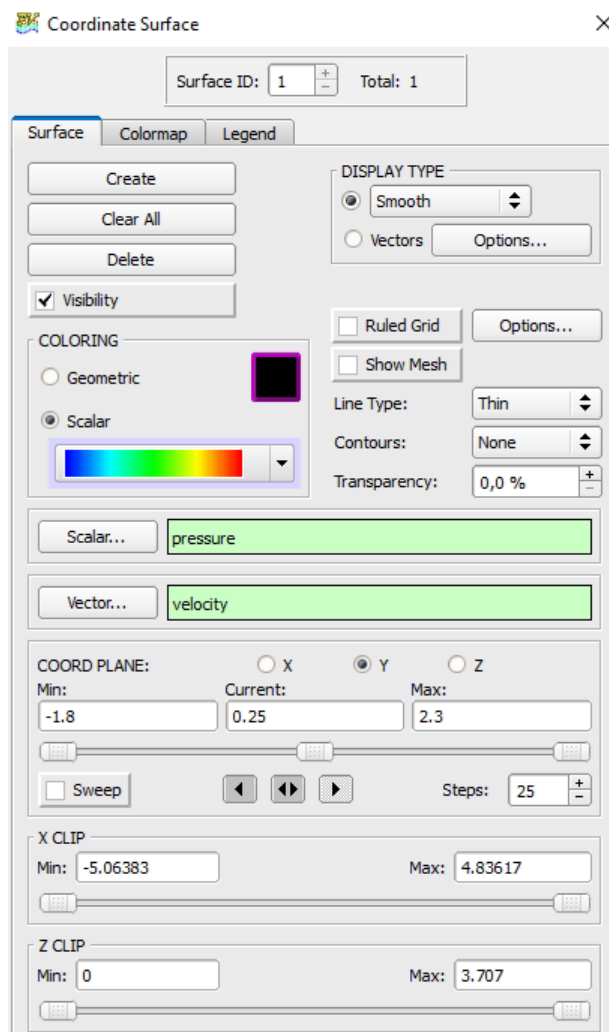 Coordinate Surface
Surface ID: 1 Total: 1
Surface Colormap Legend
Create
Clear All
Delete
Visibility
DISPLAY TYPE
Smooth
Vectors Options...
COLORING
Geometric
Scalar
Ruled Grid Options...
Show Mesh
Line Type: Thin
Contours: None
Transparency: 0,0 %
Scalar... pressure
Vector... velocity
COORD PLANE: X Y Z
Min: Current: Max:
-1.8 0.25 2.3
Sweep Steps: 25
X CLIP
Min: -5.06383 Max: 4.83617
Z CLIP
Min: 0 Max: 3.707